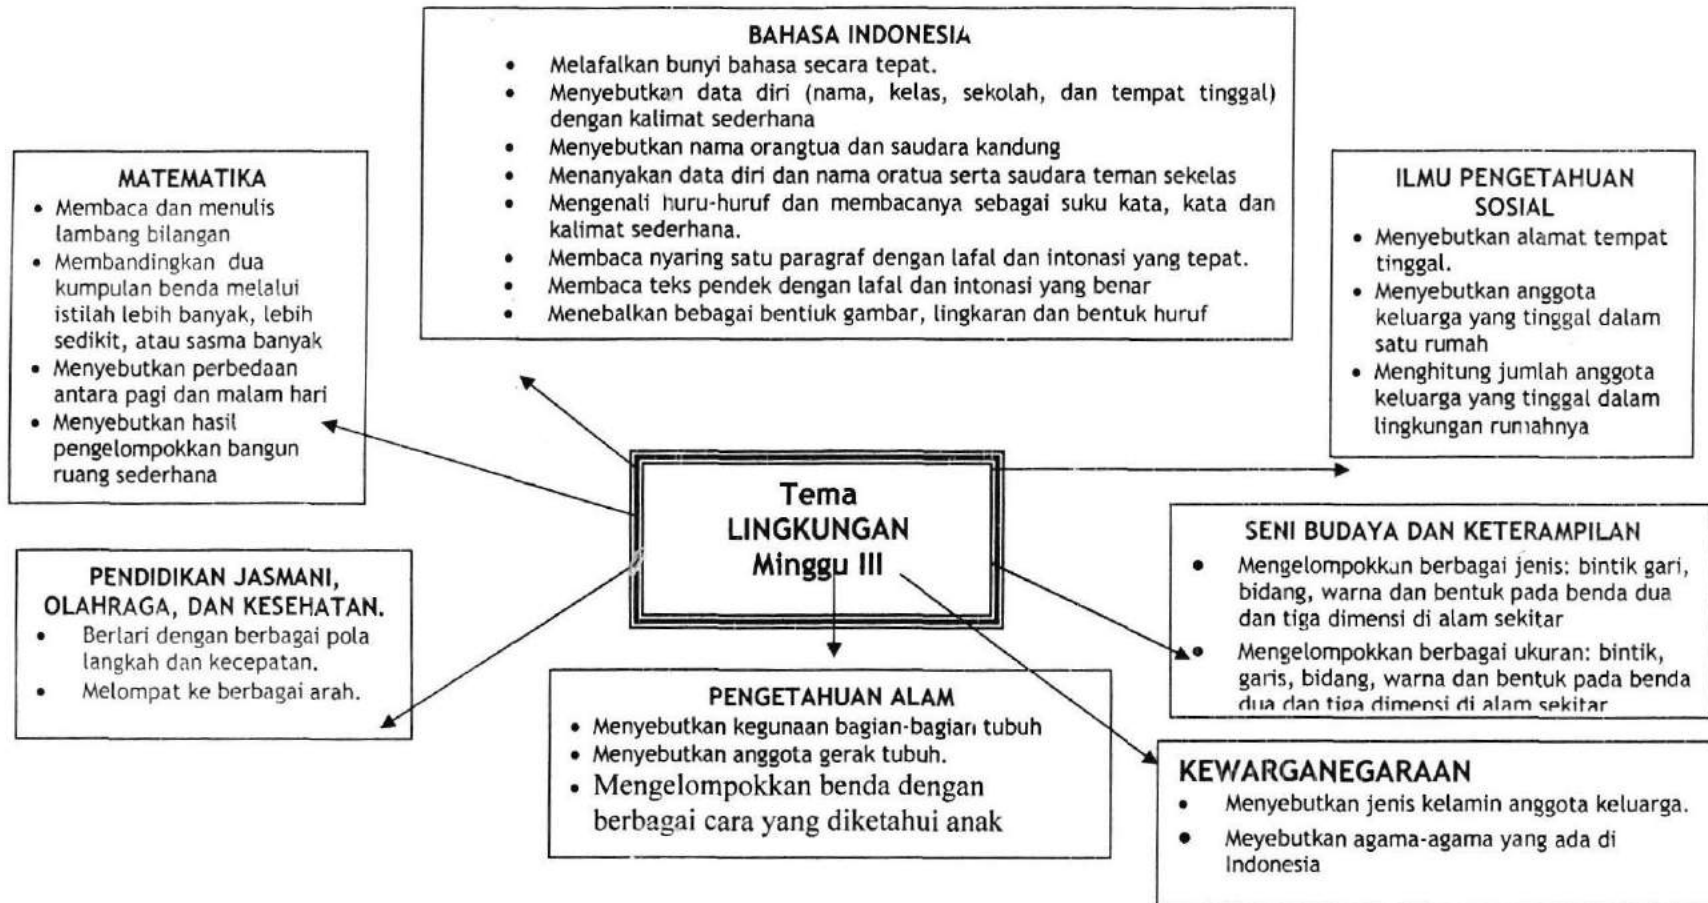 BAHASA INDONESIA
• Melafalkan bunyi bahasa secara tepat.
• Menyebutkan data diri (nama, kelas, sekolah, dan tempat tinggal)
dengan kalimat sederhana
• Menyebutkan nama orangtua dan saudara kandung
• Menanyakan data diri dan nama oratua serta saudara teman sekelas
• Mengenali huru-huruf dan membacanya sebagai suku kata, kata dan
kalimat sederhana.
• Membaca nyaring satu paragraf dengan lafal dan intonasi yang tepat.
• Membaca teks pendek dengan lafal dan intonasi yang benar
• Menebalkan bebagai bentiuk gambar, lingkaran dan bentuk huruf
MATEMATIKA
• Membaca dan menulis
lambang bilangan
• Membandingkan dua
kumpulan benda melalui
istilah lebih banyak, lebih
sedikit, atau sasma banyak
• Menyebutkan perbedaan
antara pagi dan malam hari
• Menyebutkan hasil
pengelompokkan bangun
ruang sederhana
ILMU PENGETAHUAN
SOSIAL
• Menyebutkan alamat tempat
tinggal.
• Menyebutkan anggota
keluarga yang tinggal dalam
satu rumah
• Menghitung jumlah anggota
keluarga yang tinggal dalam
lingkungan rumahnya
Tema
LINGKUNGAN
Minggu III
PENDIDIKAN JASMANI,
OLAHRAGA, DAN KESEHATAN.
• Berlari dengan berbagai pola
langkah dan kecepatan.
• Melompat ke berbagai arah.
SENI BUDAYA DAN KETERAMPILAN
• Mengelompokkan berbagai jenis: bintik gari,
bidang, warna dan bentuk pada benda dua
dan tiga dimensi di alam sekitar
• Mengelompokkan berbagai ukuran: bintik,
garis, bidang, warna dan bentuk pada benda
dua dan tiga dimensi di alam sekitar
PENGETAHUAN ALAM
• Menyebutkan kegunaan bagian-bagian tubuh
• Menyebutkan anggota gerak tubuh.
• Mengelompokkan benda dengan
berbagai cara yang diketahui anak
KEWARGANEGARAAN
• Menyebutkan jenis kelamin anggota keluarga.
• Meyebutkan agama-agama yang ada di
Indonesia